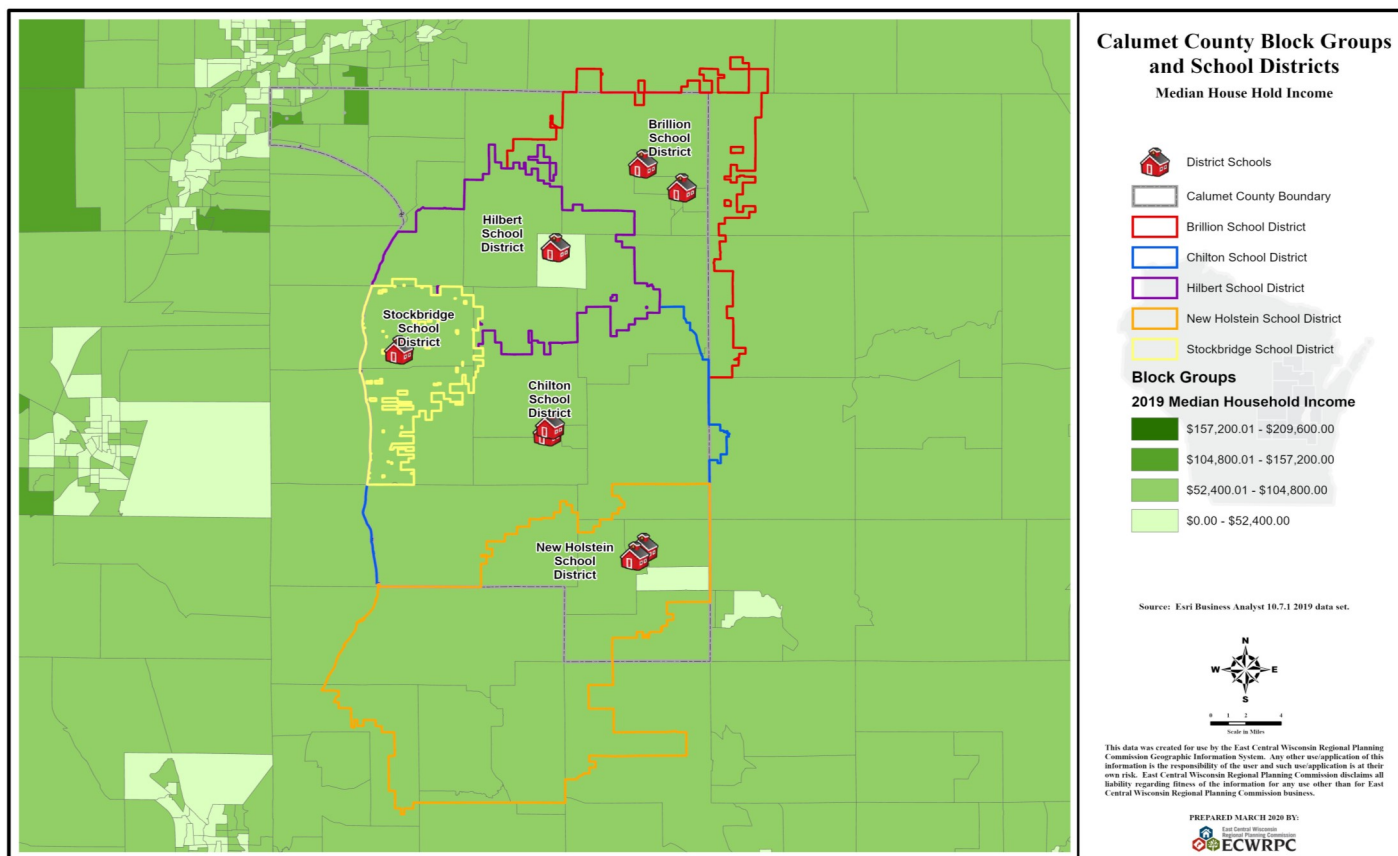 Calumet County Block Groups
and School Districts
Median House Hold Income
District Schools
Calumet County Boundary
Brillion School District
Chilton School District
Hilbert School District
New Holstein School District
Stockbridge School District
Block Groups
2019 Median Household Income
$157,200.01 - $209,600.00
$104,800.01 - $157,200.00
$52,400.01 - $104,800.00
$0.00 - $52,400.00
Source: Esri Business Analyst 10.7.1 2019 data set.
N
W
E
S
0 1 2 4
Scale in Miles
This data was created for use by the East Central Wisconsin Regional Planning
Commission Geographic Information System. Any other use/application of this
information is the responsibility of the user and such use/application is at their
own risk. East Central Wisconsin Regional Planning Commission disclaims all
liability regarding fitness of the information for any use other than for East
Central Wisconsin Regional Planning Commission business.
PREPARED MARCH 2020 BY:
East Central Wisconsin
Regional Planning Commission
ECWRPC
Brillion
School
District
Hilbert
School
District
Stockbridge
School
District
Chilton
School
District
New Holstein
School
District